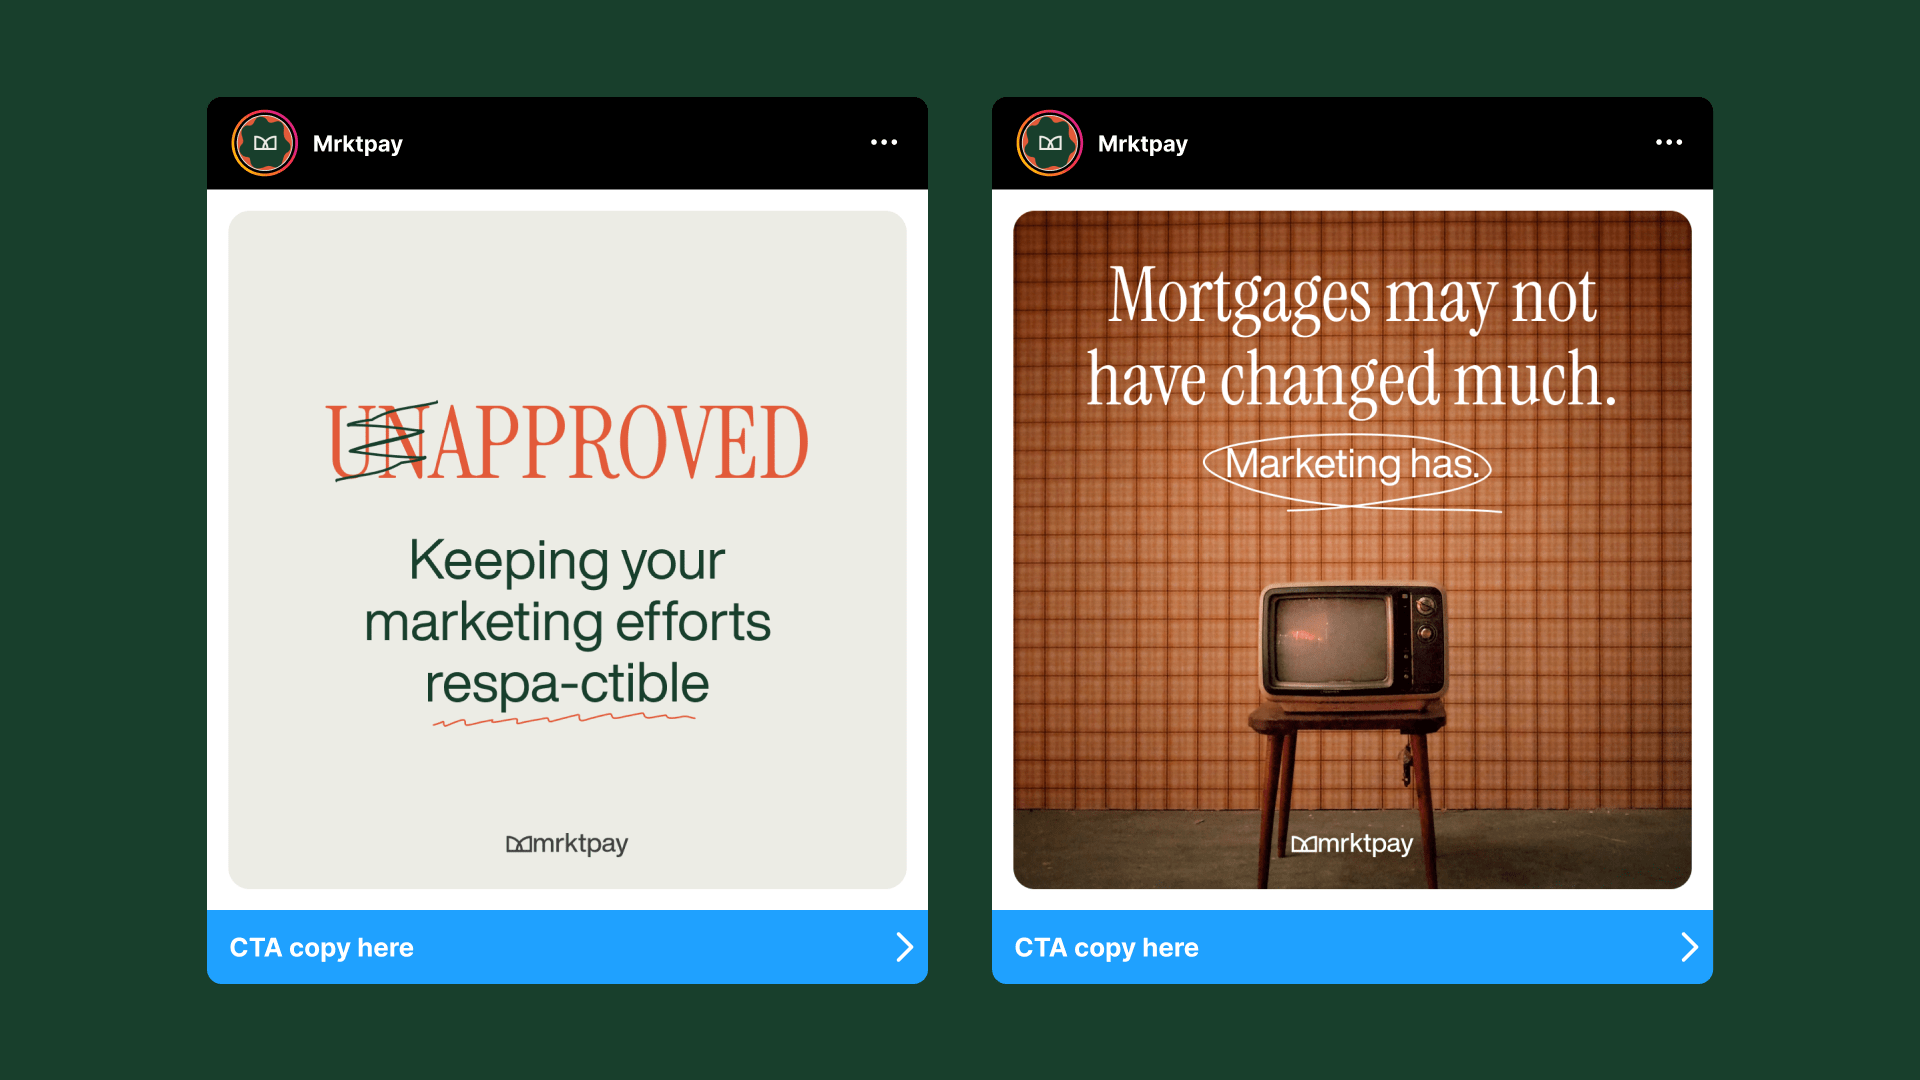 Mrktpay
UNAPPROVED
Keeping your
marketing efforts
respa-ctible
mrktpay
CTA copy here
Mrktpay
Mortgages may not
have changed much.
Marketing has.
mrktpay
CTA copy here